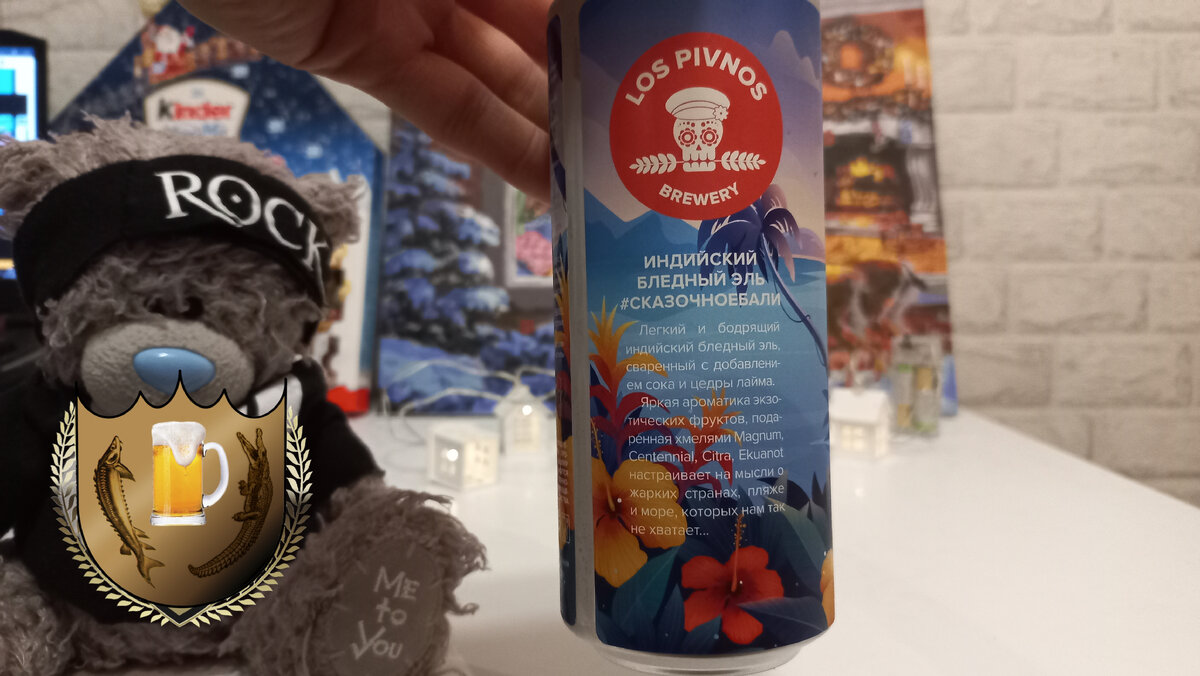 kinder
ROCK
ME
to
You
LOS PIVNOS
BREWERY
ИНДИЙСКИЙ
БЛЕДНЫЙ ЭЛЬ
#СКАЗОЧНОЕБАЛИ
Легкий и бодрящий
индийский бледный эль,
сваренный с добавлени-
ем сока и цедры лайма.
Яркая ароматика экзо-
тических фруктов, пода-
ренная хмелями Magnum,
Centennial, Citra, Ekuanot
настраивает на мысли о
жарких странах, пляже
и море, которых нам так
не хватает...